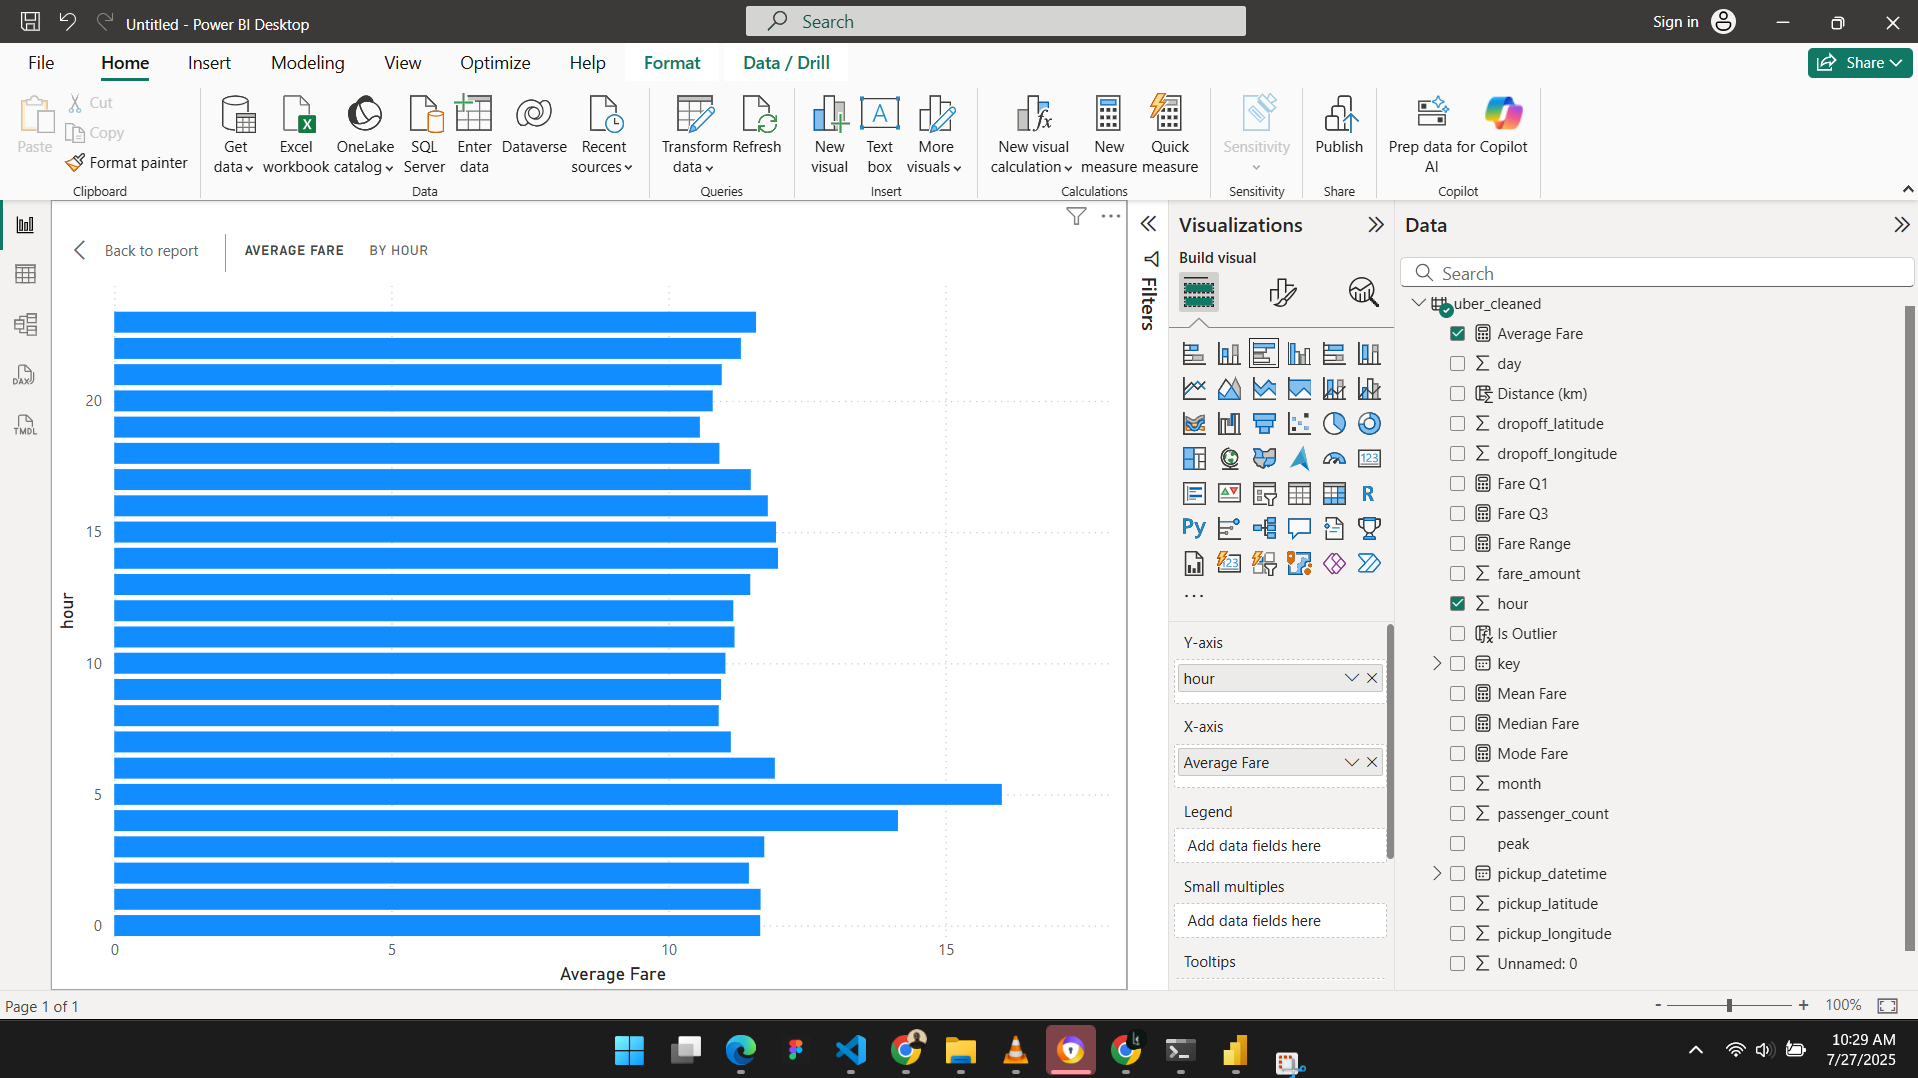 Untitled - Power BI Desktop
Search
Sign in
File
Home
Insert
Modeling
View
Optimize
Help
Format
Data / Drill
Share
Paste
Cut
Copy
Format painter
Clipboard
Get data
Excel workbook
OneLake catalog
SQL Server
Enter data
Dataverse
Recent sources
Data
Transform data
Refresh
Queries
New visual
Text box
More visuals
Insert
New visual calculation
New measure
Quick measure
Calculations
Sensitivity
Sensitivity
Publish
Share
Prep data for AI
Copilot
Copilot
Back to report
AVERAGE FARE
BY HOUR
20
15
10
5
0
hour
0
5
10
15
Average Fare
Filters
Visualizations
Build visual
123
R
Py
123
Y-axis
hour
X-axis
Average Fare
Legend
Add data fields here
Small multiples
Add data fields here
Tooltips
Data
Search
uber_cleaned
Average Fare
day
Distance (km)
dropoff_latitude
dropoff_longitude
Fare Q1
Fare Q3
Fare Range
fare_amount
hour
Is Outlier
key
Mean Fare
Median Fare
Mode Fare
month
passenger_count
peak
pickup_datetime
pickup_latitude
pickup_longitude
Unnamed: 0
DAX
TMDL
Page 1 of 1
- + 100%
10:29 AM
7/27/2025